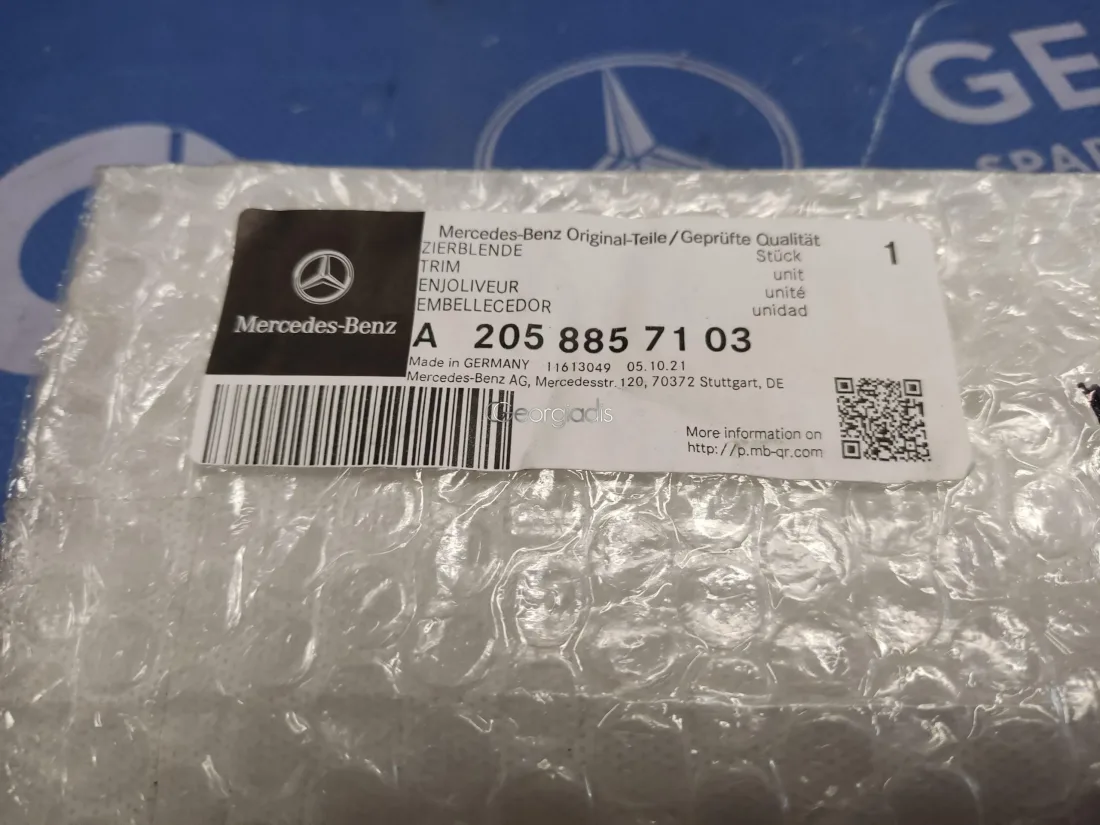 GE
SPAR
Mercedes-Benz Original-Teile/Geprüfte Qualität
ZIERBLENDE Stück 1
TRIM unit
ENJOLIVEUR unité
EMBELLECEDOR unidad
Mercedes-Benz
A 205 885 71 03
Made in GERMANY 11613049 05.10.21
Mercedes-Benz AG, Mercedesstr. 120, 70372 Stuttgart, DE
Georgiadis
More information on
http://p.mb-qr.com